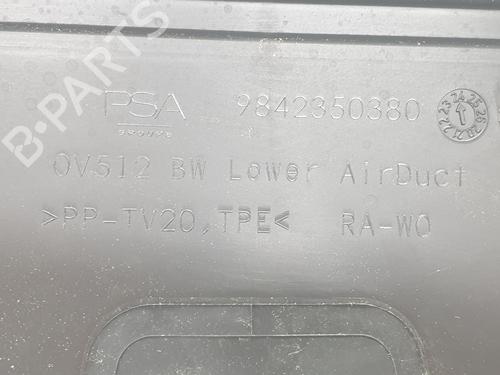 B-PARTS
PSA 9842350380
GROUPE
OV512 BW Lower AirDuct
>PP-TV20,TPE< RA-WO